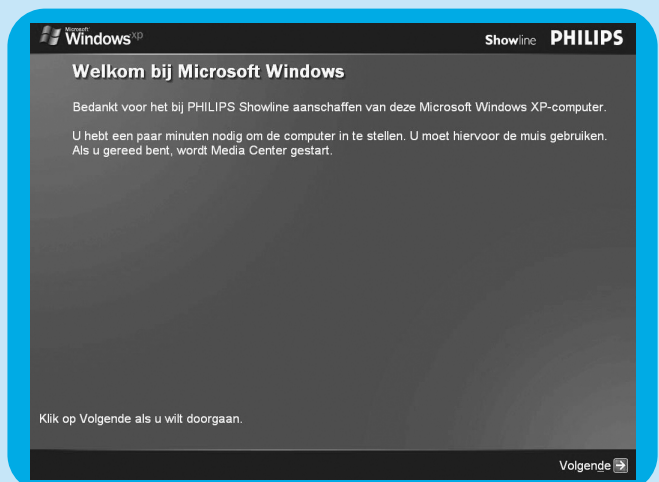 Microsoft
Windows xp
Showline PHILIPS
Welkom bij Microsoft Windows
Bedankt voor het bij PHILIPS Showline aanschaffen van deze Microsoft Windows XP-computer.
U hebt een paar minuten nodig om de computer in te stellen. U moet hiervoor de muis gebruiken.
Als u gereed bent, wordt Media Center gestart.
Klik op Volgende als u wilt doorgaan.
Volgende